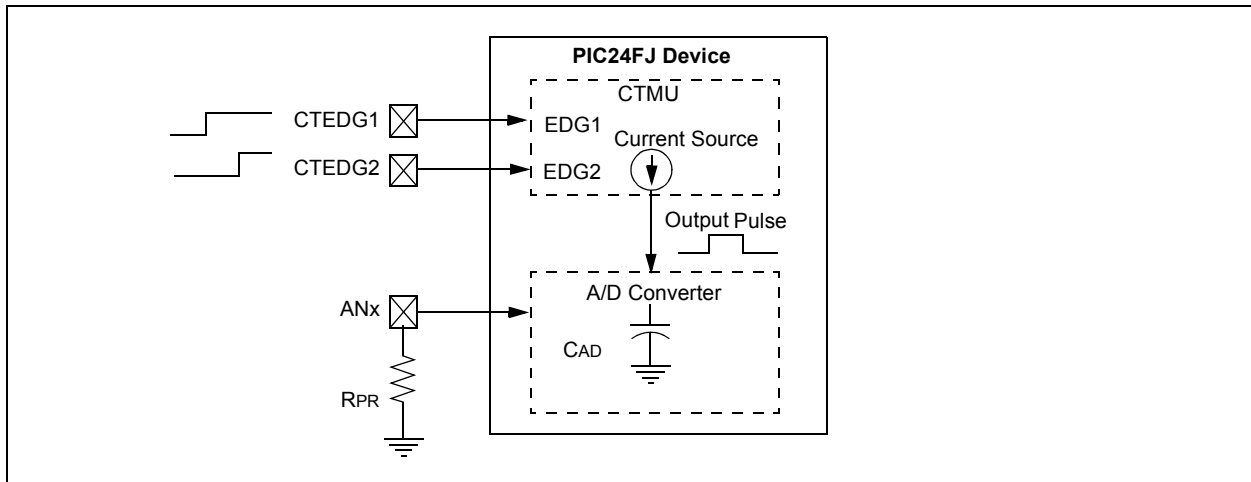 PIC24FJ Device
CTMU
CTEDG1
EDG1
Current Source
CTEDG2
EDG2
Output Pulse
A/D Converter
ANx
CAD
RPR